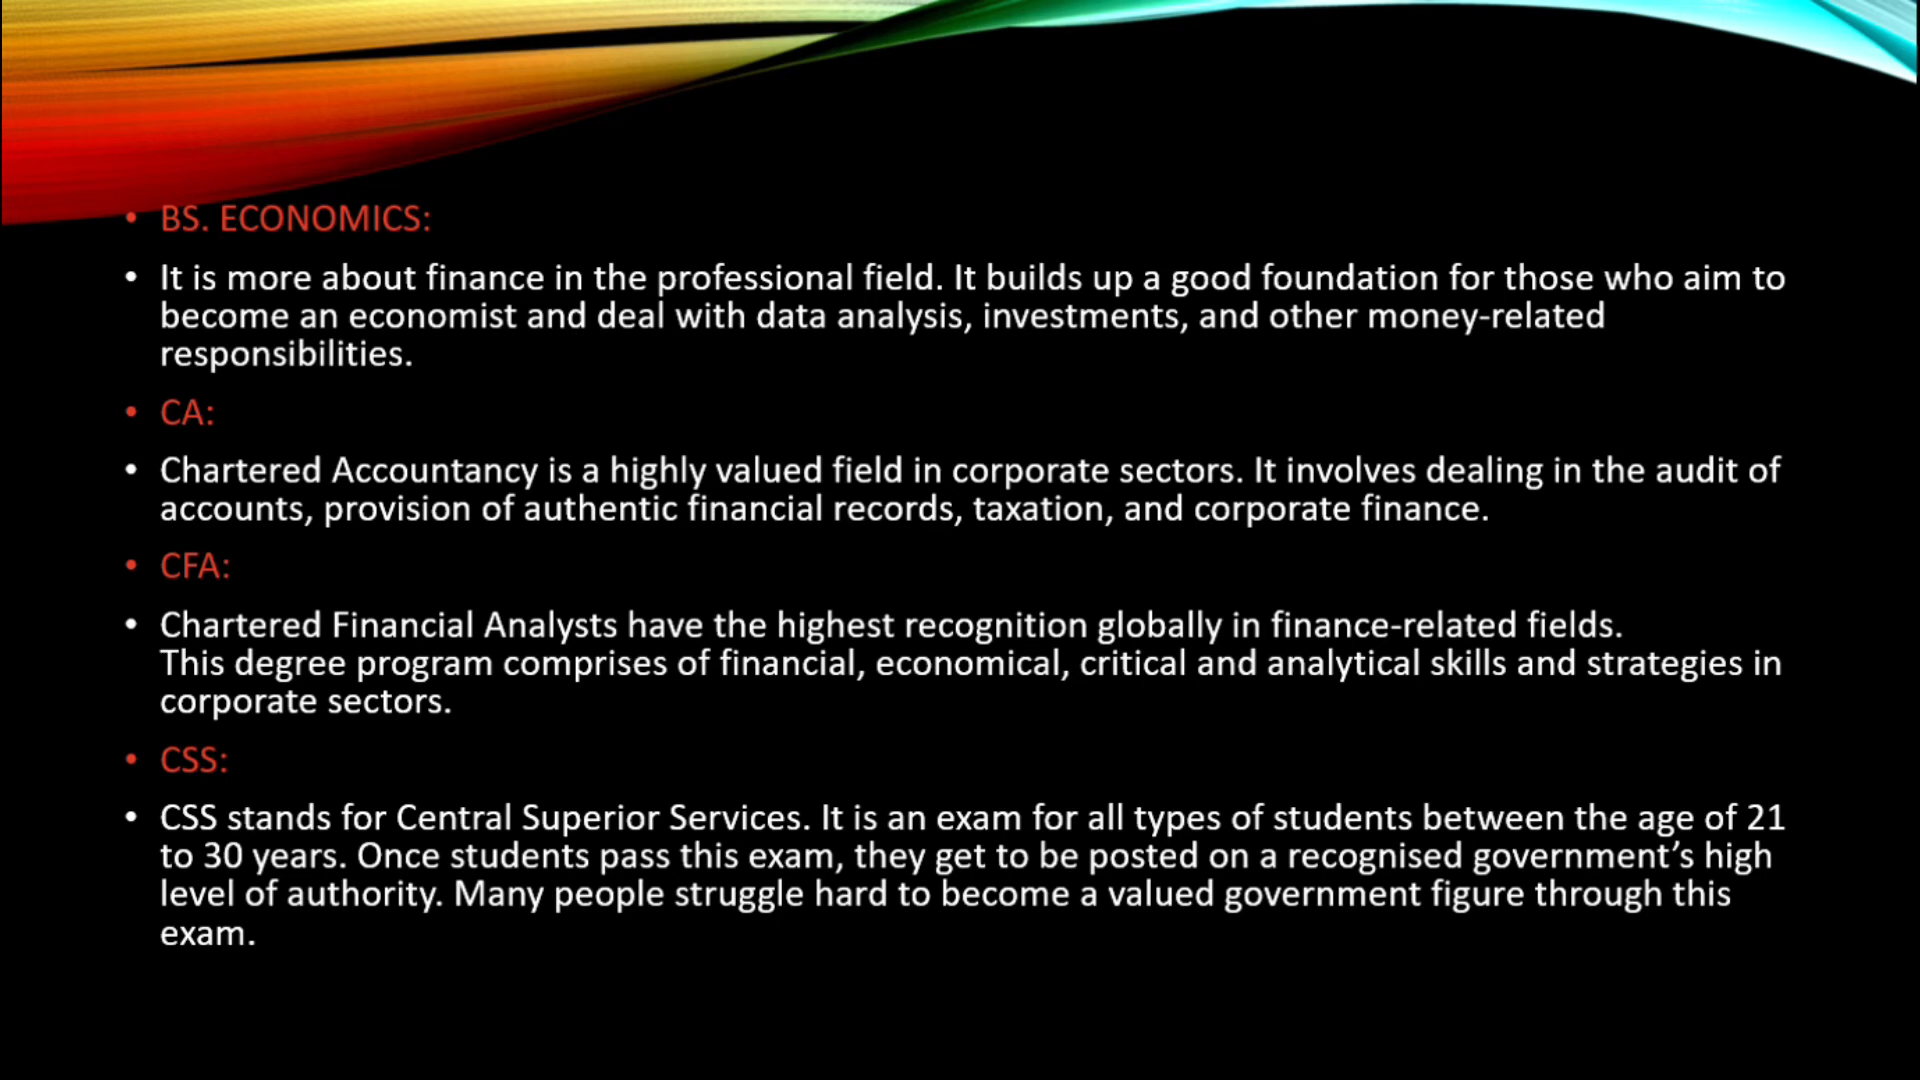 • BS. ECONOMICS:
• It is more about finance in the professional field. It builds up a good foundation for those who aim to
become an economist and deal with data analysis, investments, and other money-related
responsibilities.
• CA:
• Chartered Accountancy is a highly valued field in corporate sectors. It involves dealing in the audit of
accounts, provision of authentic financial records, taxation, and corporate finance.
• CFA:
• Chartered Financial Analysts have the highest recognition globally in finance-related fields.
This degree program comprises of financial, economical, critical and analytical skills and strategies in
corporate sectors.
• CSS:
• CSS stands for Central Superior Services. It is an exam for all types of students between the age of 21
to 30 years. Once students pass this exam, they get to be posted on a recognised government’s high
level of authority. Many people struggle hard to become a valued government figure through this
exam.